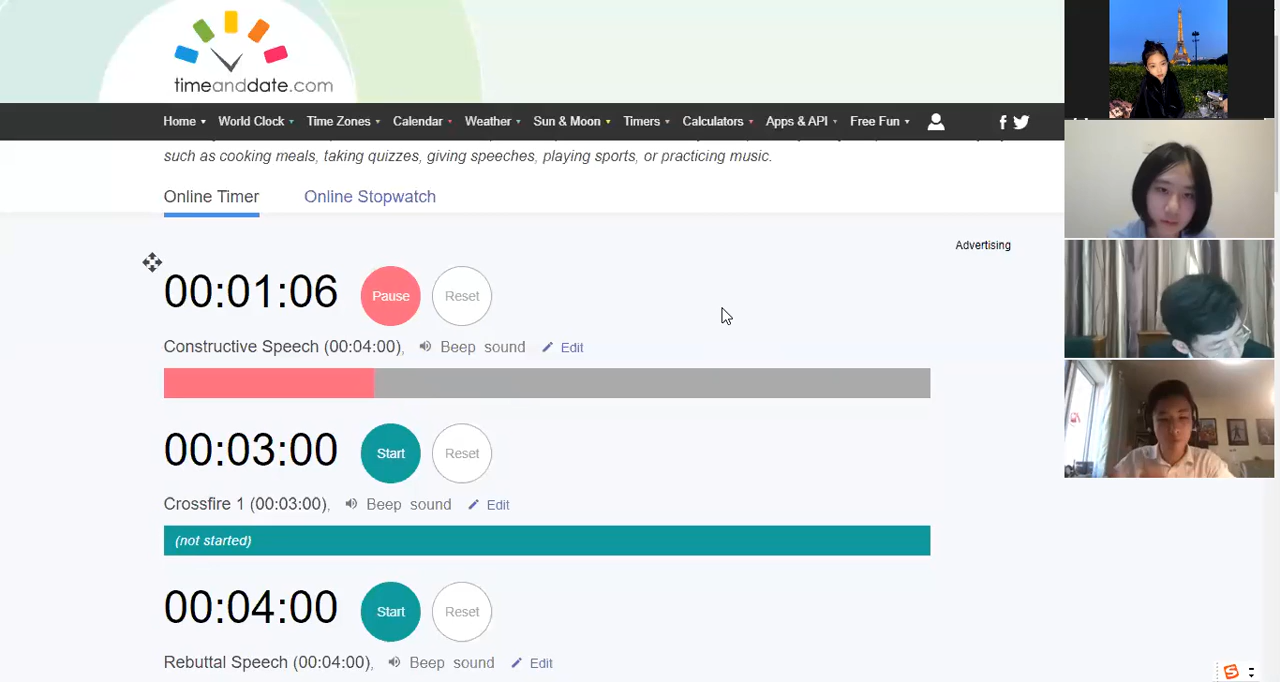 timeanddate.com
Home World Clock Time Zones Calendar Weather Sun & Moon Timers Calculators Apps & API Free Fun
such as cooking meals, taking quizzes, giving speeches, playing sports, or practicing music.
Online Timer Online Stopwatch
Advertising
00:01:06 Pause Reset
Constructive Speech (00:04:00), Beep sound Edit
00:03:00 Start Reset
Crossfire 1 (00:03:00), Beep sound Edit
(not started)
00:04:00 Start Reset
Rebuttal Speech (00:04:00), Beep sound Edit